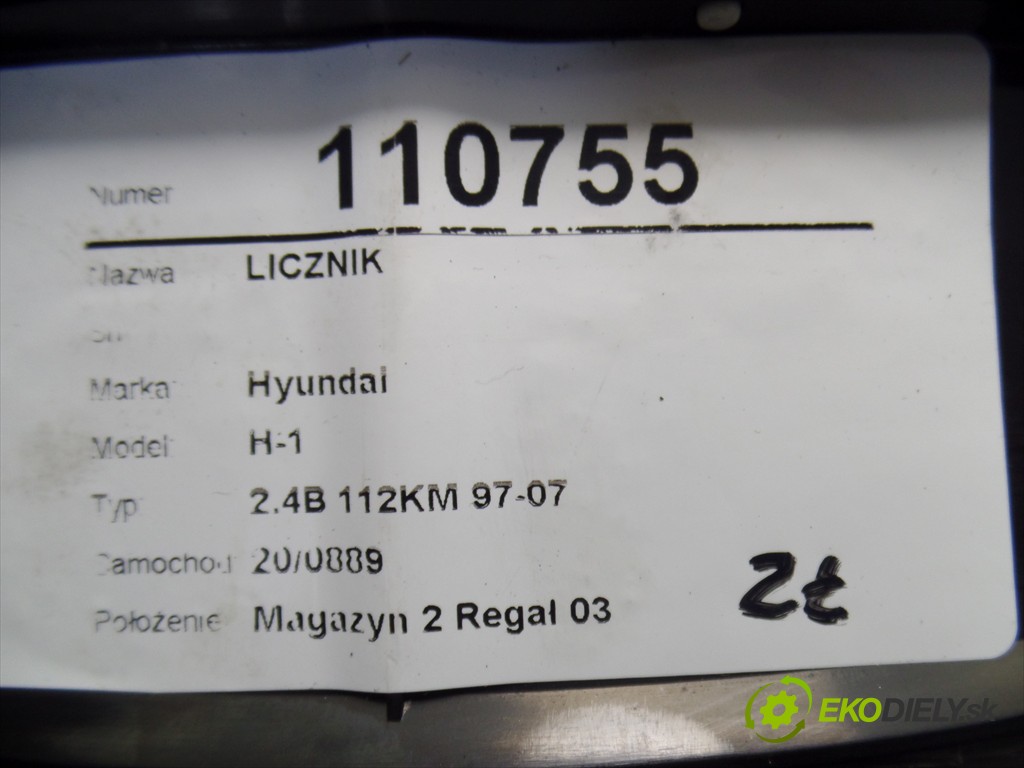 Numer 110755
Nazwa LICZNIK
Marka Hyundai
Model H-1
Typ 2.4B 112KM 97-07
Samochód 20/0889
Położenie Magazyn 2 Regał 03
Zł
EKODIELY.sk